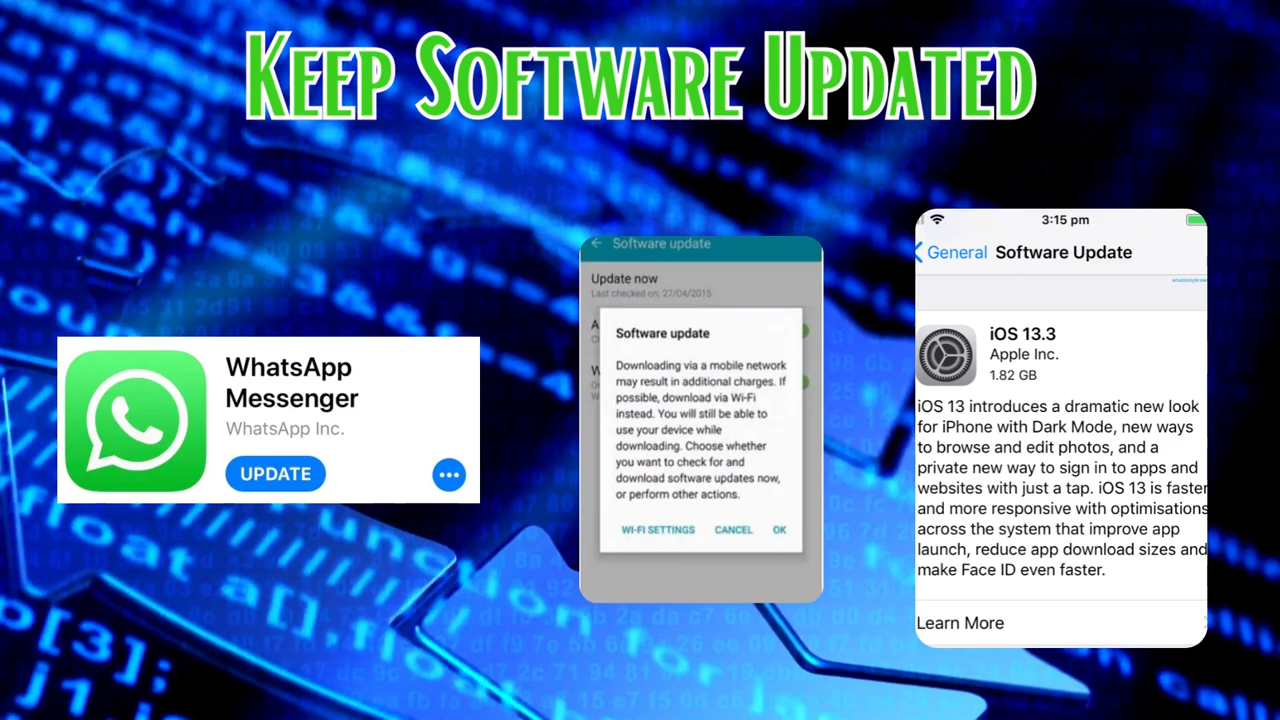 KEEP SOFTWARE UPDATED
WhatsApp
Messenger
WhatsApp Inc.
UPDATE
Software update
Update now
Last checked on: 27/04/2015
Software update
Downloading via a mobile network
may result in additional charges. If
possible, download via Wi-Fi
instead. You will still be able to
use your device while
downloading. Choose whether
you want to check for and
download software updates now,
or perform other actions.
WI-FI SETTINGS CANCEL OK
3:15 pm
General Software Update
iOS 13.3
Apple Inc.
1.82 GB
iOS 13 introduces a dramatic new look
for iPhone with Dark Mode, new ways
to browse and edit photos, and a
private new way to sign in to apps and
websites with just a tap. iOS 13 is faster
and more responsive with optimisations
across the system that improve app
launch, reduce app download sizes and
make Face ID even faster.
Learn More